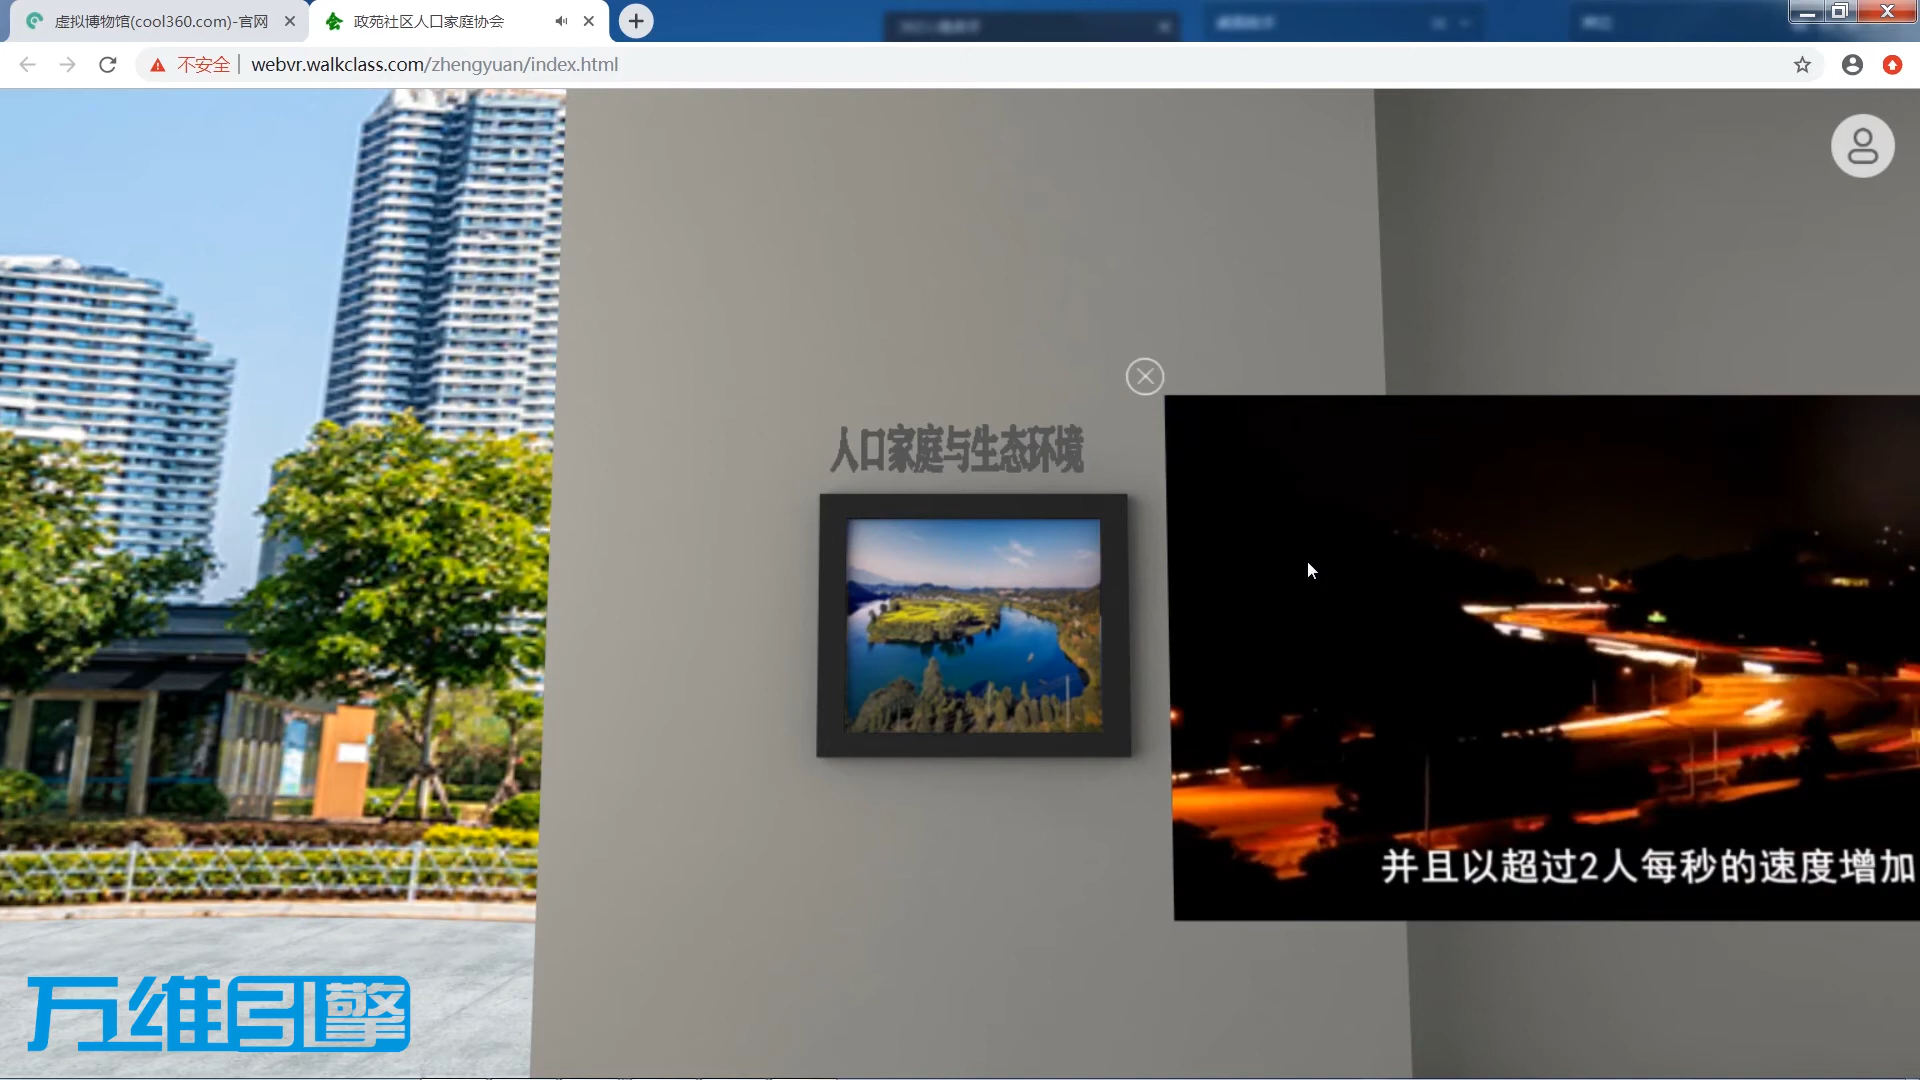 虚拟博物馆(cool360.com)-官网
政苑社区人口家庭协会
不安全
webvr.walkclass.com/zhengyuan/index.html
人口家庭与生态环境
并且以超过2人每秒的速度增加
万维引擎